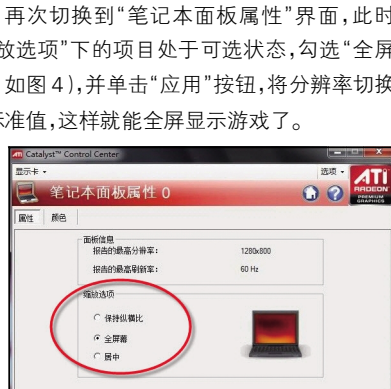 再次切换到“笔记本面板属性”界面,此时
放选项”下的项目处于可选状态,勾选“全屏
如图4),并单击“应用”按钮,将分辨率切换
标准值,这样就能全屏显示游戏了。
Catalyst™ Control Center
显示卡
选项
笔记本面板属性 0
ATI
RADEON
PREMIUM
GRAPHICS
属性 颜色
面板信息
报告的最高分辨率: 1280x800
报告的最高刷新率: 60 Hz
缩放选项
保持纵横比
全屏幕
居中